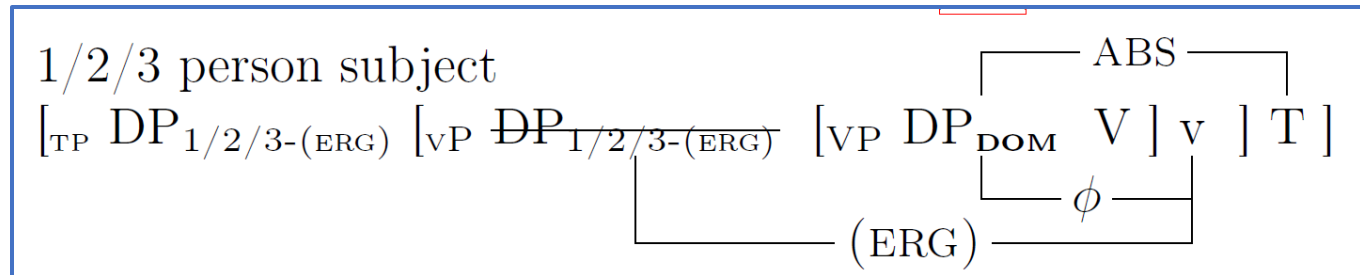 1/2/3 person subject
ABS
[TP DP1/2/3-(ERG) [vP DP1/2/3-(ERG) [VP DPDOM V ] v ] T ]
ϕ
(ERG)